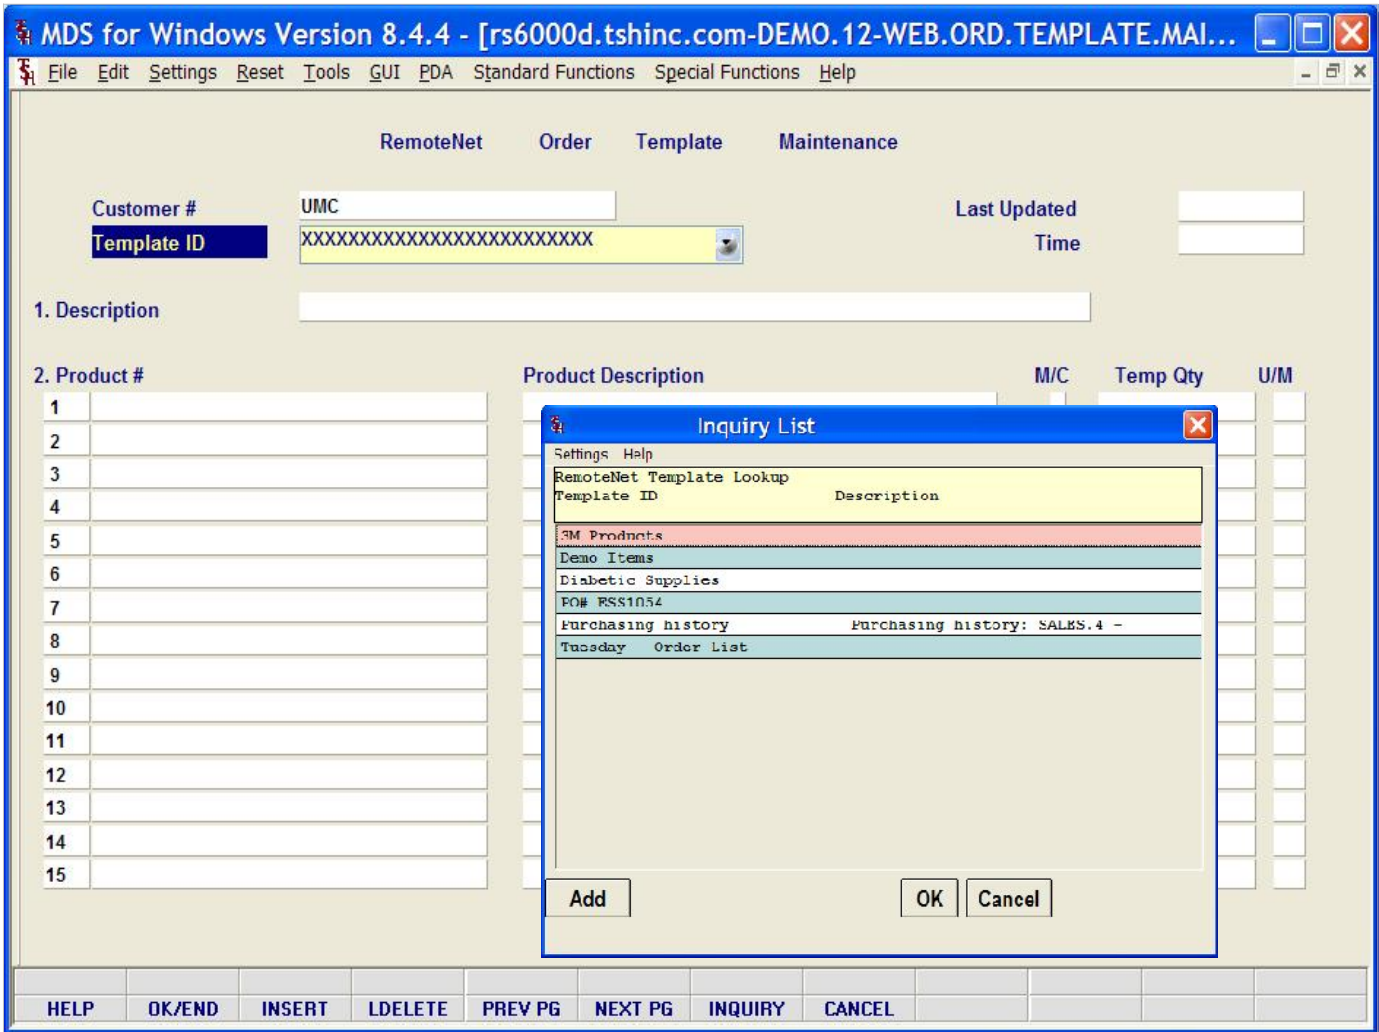 MDS for Windows Version 8.4.4 - [rs6000d.tshinc.com-DEMO.12-WEB.ORD.TEMPLATE.MAI...
File Edit Settings Reset Tools GUI PDA Standard Functions Special Functions Help
RemoteNet Order Template Maintenance
Customer # UMC Last Updated
Template ID XXXXXXXXXXXXXXXXXXXXXXXXX Time
1. Description
2. Product # Product Description M/C Temp Qty U/M
1
2
3
4
5
6
7
8
9
10
11
12
13
14
15
Inquiry List
Settings Help
RemoteNet Template Lookup
Template ID Description
3M Products
Demo Items
Diabetic Supplies
PO# ESS1054
Purchasing history Purchasing history: SALES.4 -
Tuesday Order List
Add OK Cancel
HELP OK/END INSERT LDELETE PREV PG NEXT PG INQUIRY CANCEL